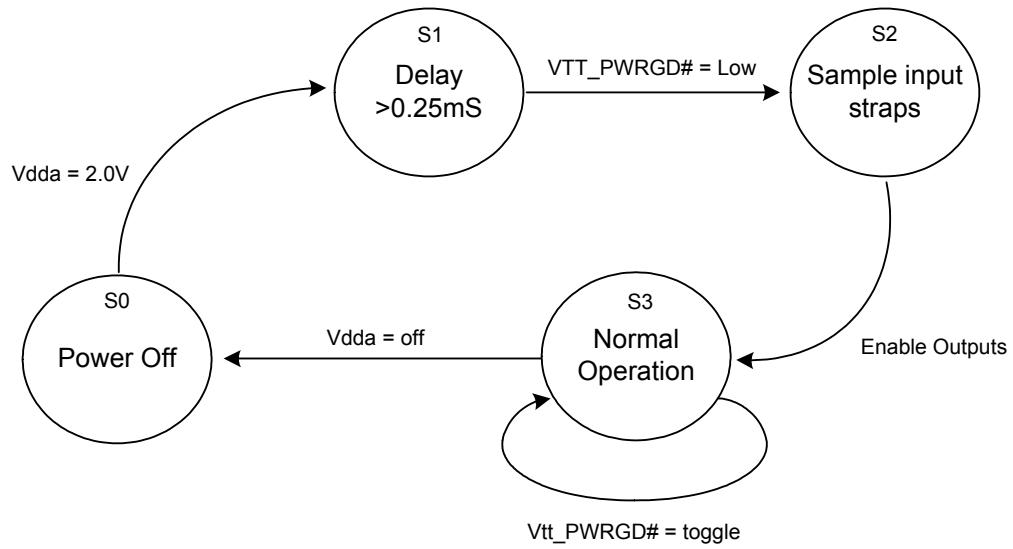 S1
Delay
>0.25mS
VTT_PWRGD# = Low
S2
Sample input
straps
Vdda = 2.0V
S0
Power Off
Vdda = off
S3
Normal
Operation
Enable Outputs
Vtt_PWRGD# = toggle